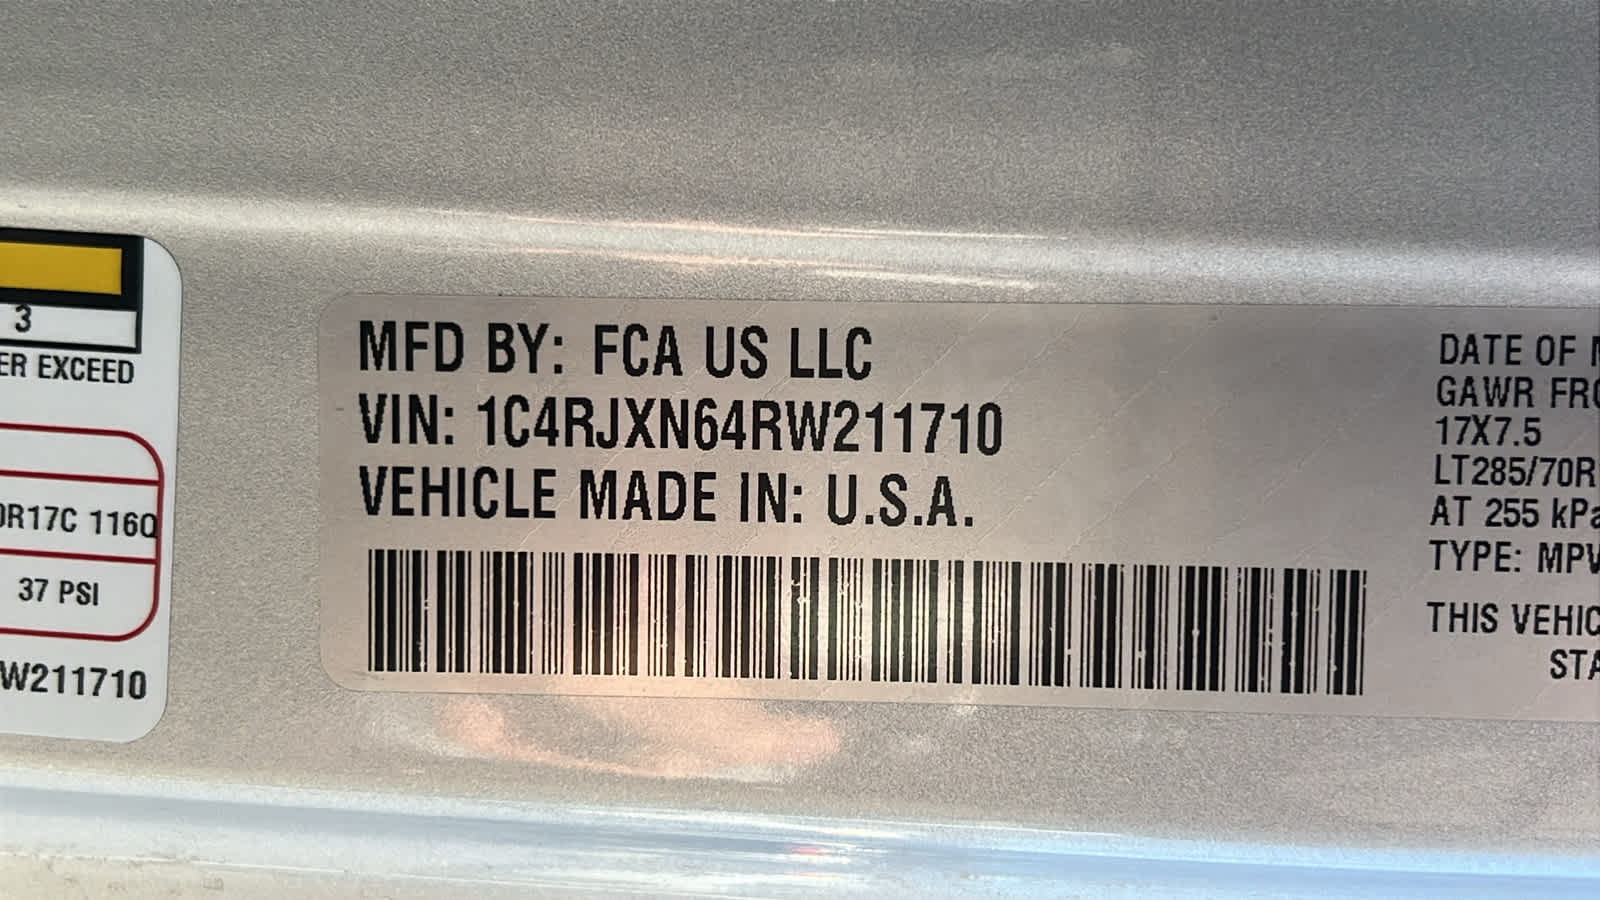 3
ER EXCEED
0R17C 116Q
37 PSI
W211710
MFD BY: FCA US LLC
VIN: 1C4RJXN64RW211710
VEHICLE MADE IN: U.S.A.
DATE OF
GAWR FRO
17X7.5
LT285/70R
AT 255 kPa
TYPE: MPV
THIS VEHIC
STA